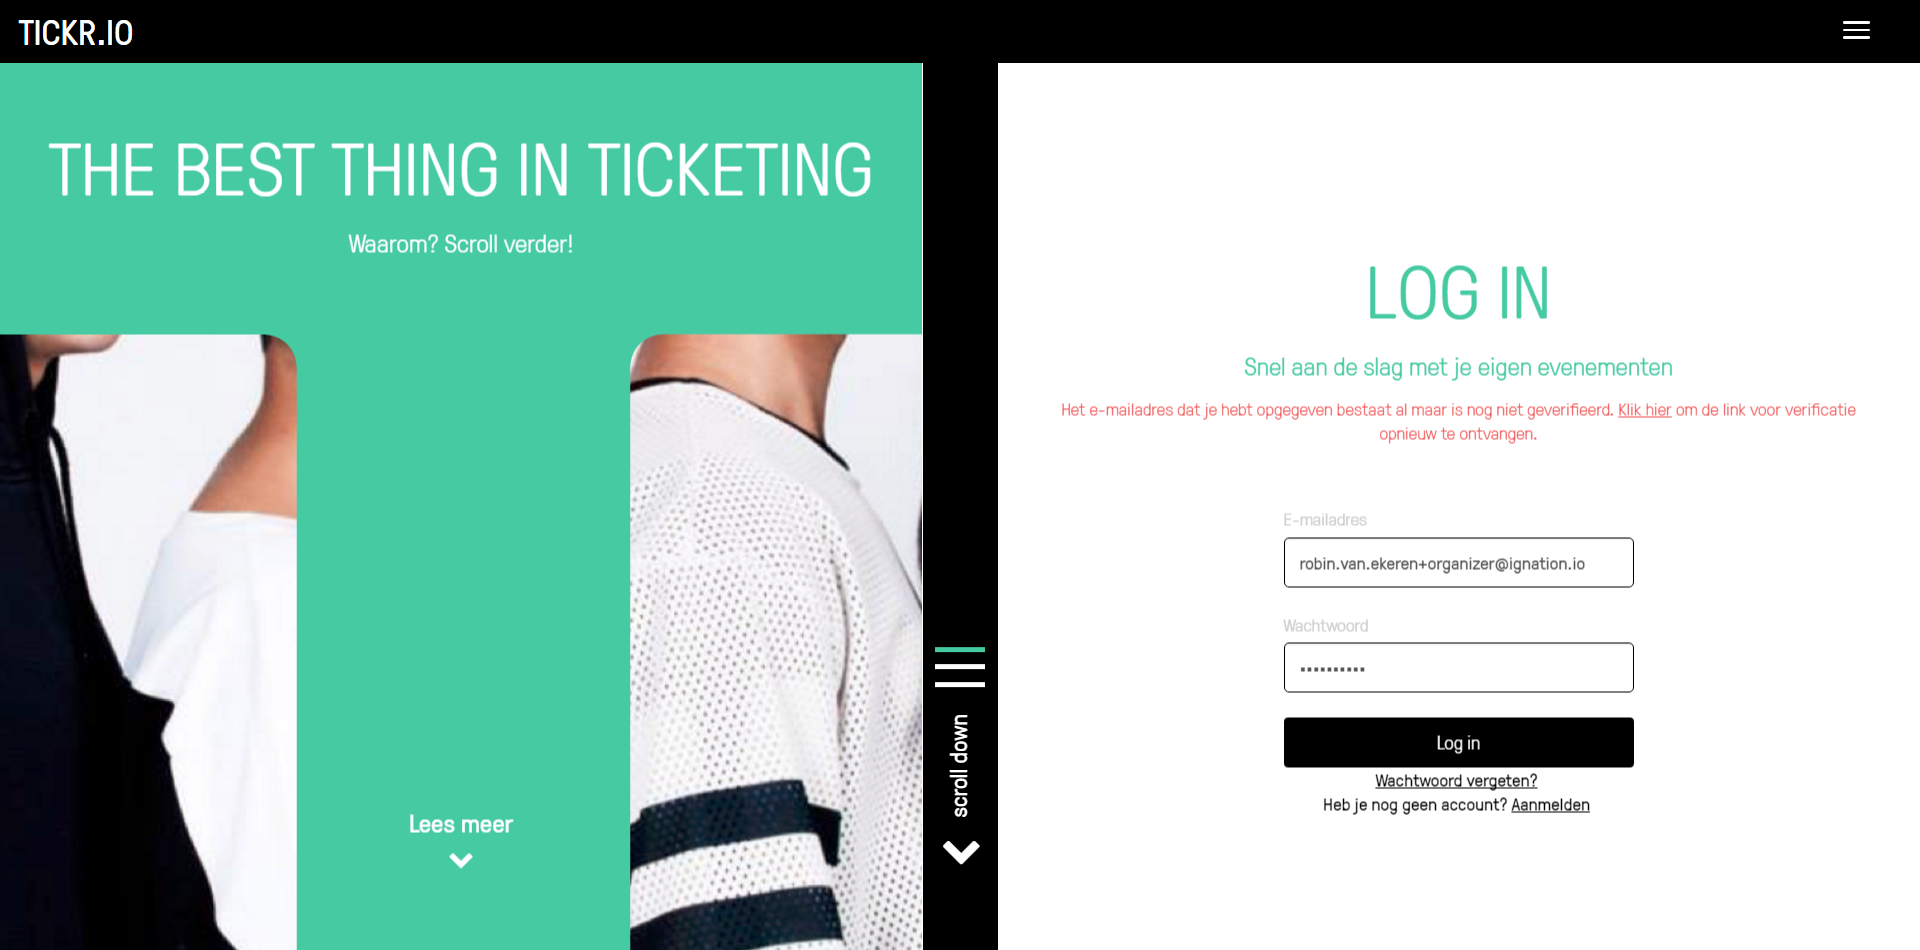 TICKR.IO
THE BEST THING IN TICKETING
Waarom? Scroll verder!
Lees meer
scroll down
LOG IN
Snel aan de slag met je eigen evenementen
Het e-mailadres dat je hebt opgegeven bestaat al maar is nog niet geverifieerd. Klik hier om de link voor verificatie
opnieuw te ontvangen.
E-mailadres
robin.van.ekeren+organizer@ignation.io
Wachtwoord
Log in
Wachtwoord vergeten?
Heb je nog geen account? Aanmelden